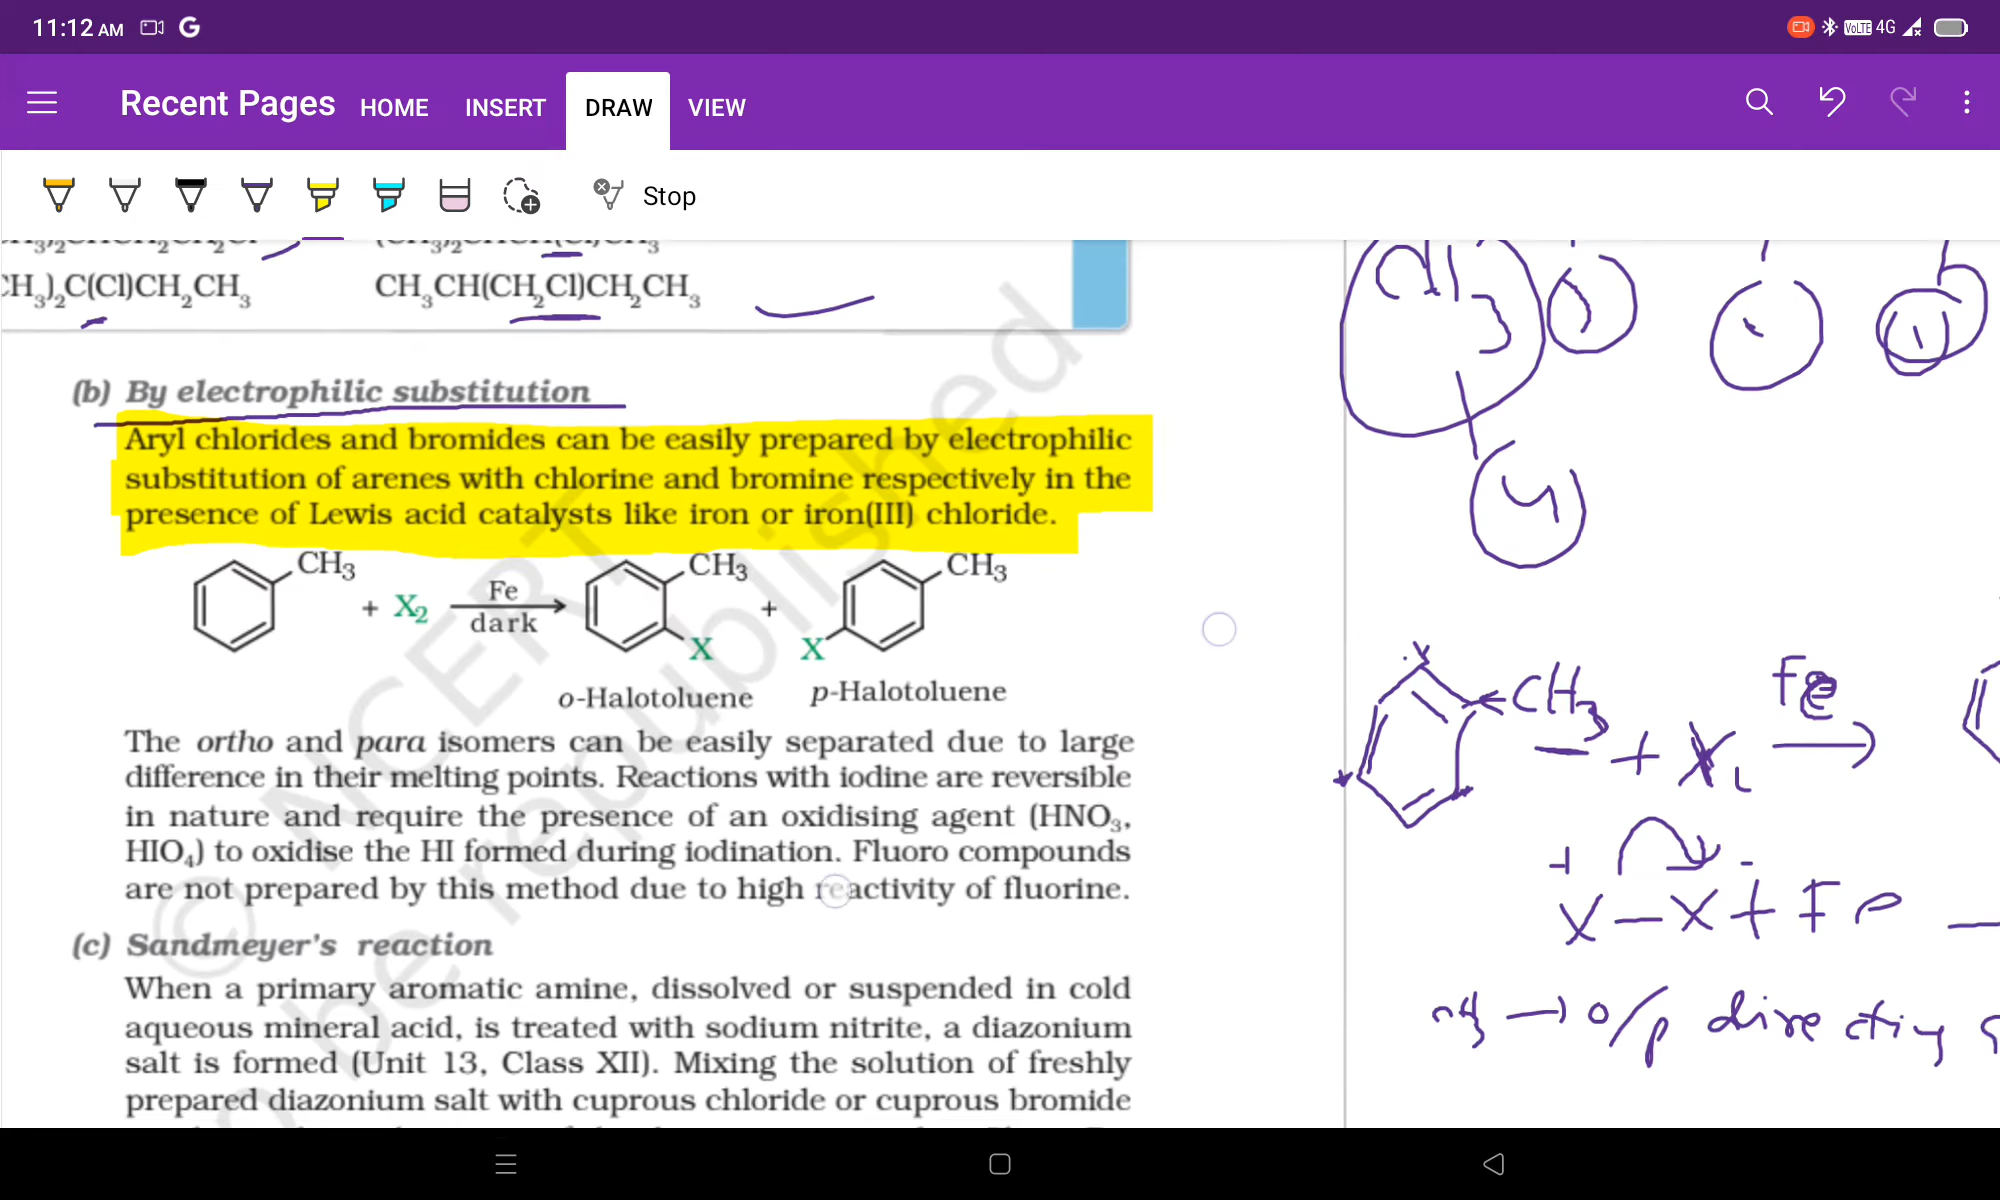 11:12 AM
VoLTE 4G
Recent Pages HOME INSERT DRAW VIEW
Stop
CH₃)₂C(Cl)CH₂CH₃ CH₃CH(CH₂Cl)CH₂CH₃
(b) By electrophilic substitution
Aryl chlorides and bromides can be easily prepared by electrophilic
substitution of arenes with chlorine and bromine respectively in the
presence of Lewis acid catalysts like iron or iron(III) chloride.
CH₃ + X₂ Fe dark CH₃ X + CH₃ X
o-Halotoluene p-Halotoluene
The ortho and para isomers can be easily separated due to large
difference in their melting points. Reactions with iodine are reversible
in nature and require the presence of an oxidising agent (HNO₃,
HIO₄) to oxidise the HI formed during iodination. Fluoro compounds
are not prepared by this method due to high reactivity of fluorine.
(c) Sandmeyer's reaction
When a primary aromatic amine, dissolved or suspended in cold
aqueous mineral acid, is treated with sodium nitrite, a diazonium
salt is formed (Unit 13, Class XII). Mixing the solution of freshly
prepared diazonium salt with cuprous chloride or cuprous bromide
© NCERT
be republished
CH₃ + X₂ Fe
+ -
X - X + Fe
→ o/p directing